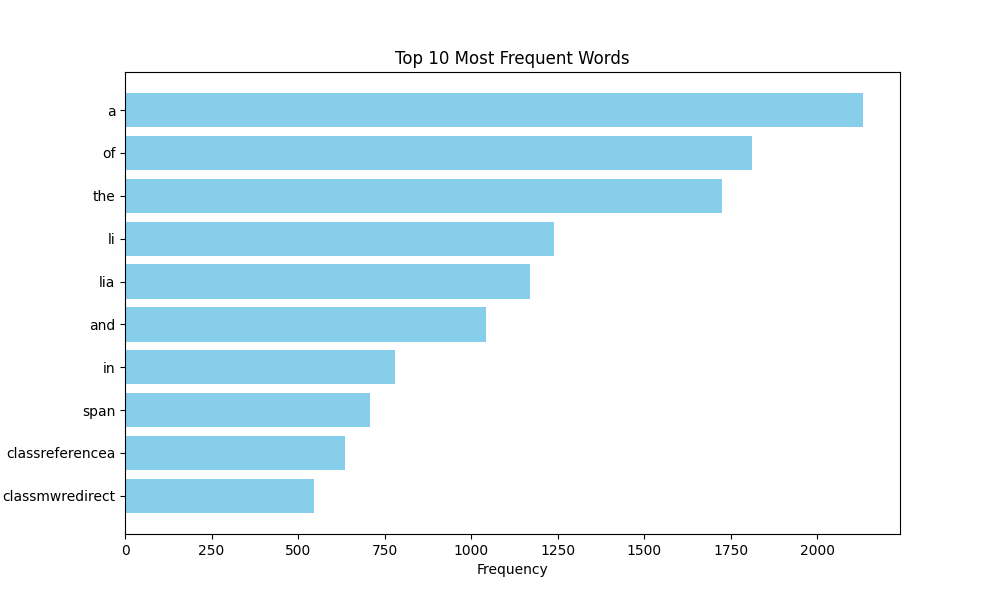 Top 10 Most Frequent Words
a
of
the
li
lia
and
in
span
classreferencea
classmwredirect
0 250 500 750 1000 1250 1500 1750 2000
Frequency